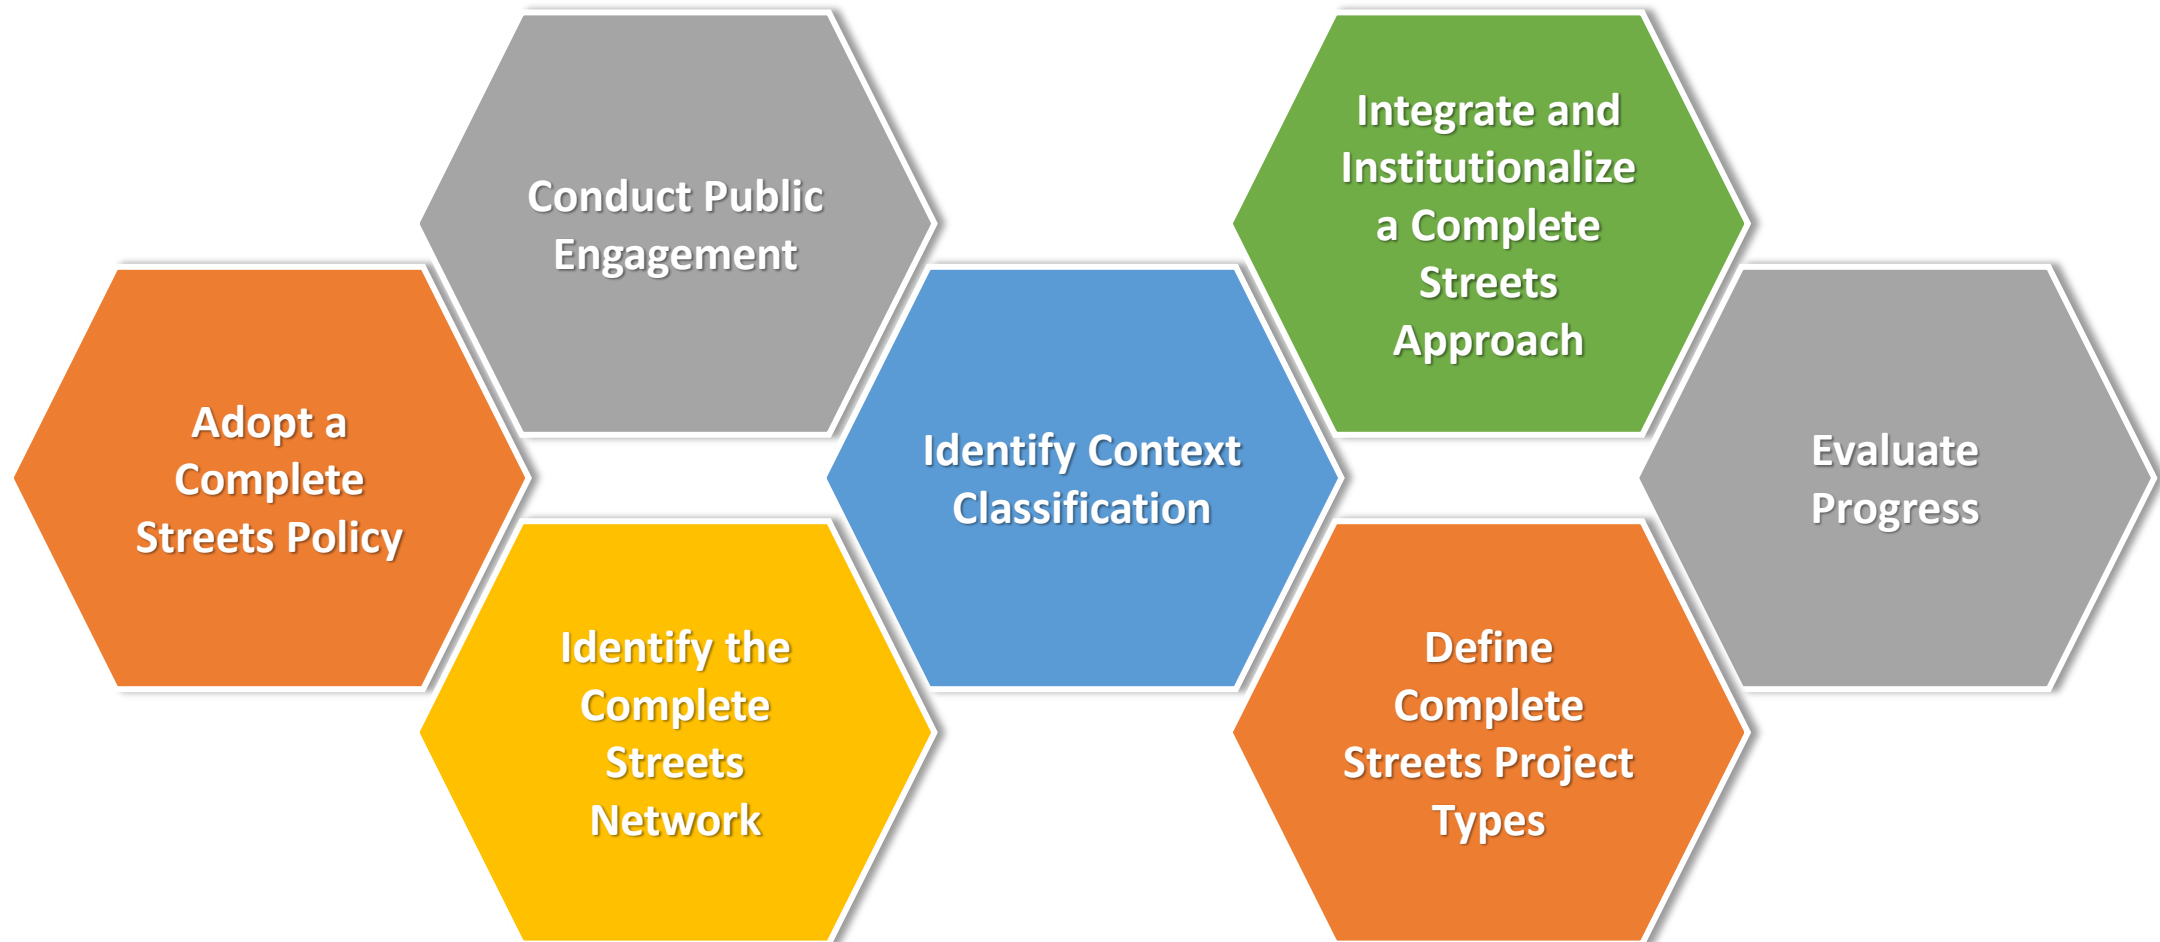 Adopt a
Complete
Streets Policy
Conduct Public
Engagement
Identify the
Complete
Streets
Network
Identify Context
Classification
Integrate and
Institutionalize
a Complete
Streets
Approach
Define
Complete
Streets Project
Types
Evaluate
Progress